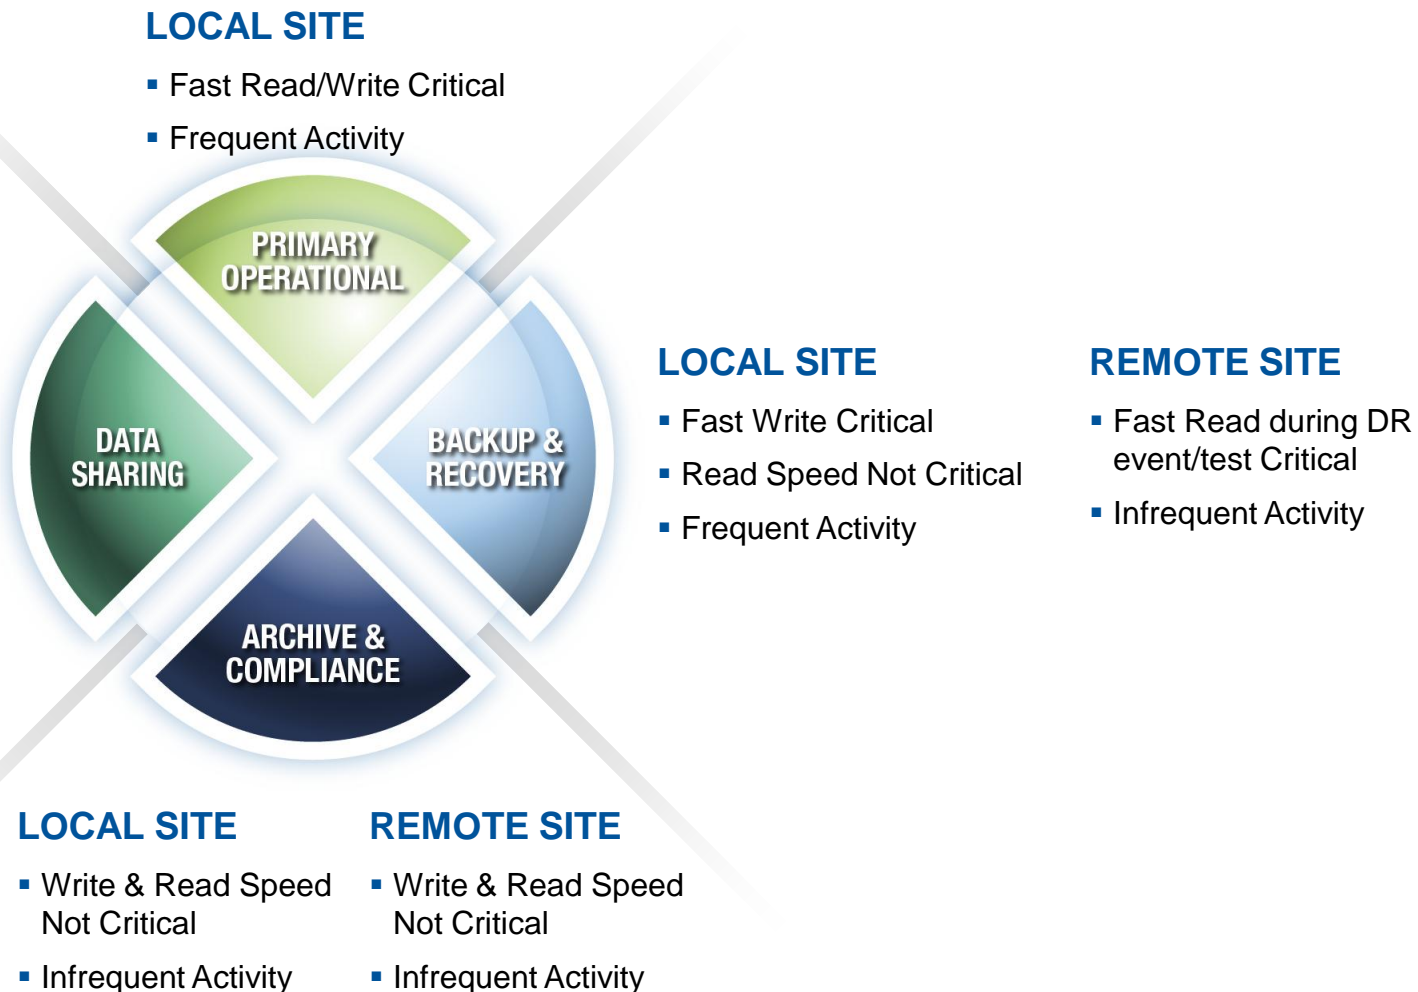 LOCAL SITE
▪ Fast Read/Write Critical
▪ Frequent Activity
PRIMARY
OPERATIONAL
DATA
SHARING
BACKUP &
RECOVERY
ARCHIVE &
COMPLIANCE
LOCAL SITE
▪ Fast Write Critical
▪ Read Speed Not Critical
▪ Frequent Activity
REMOTE SITE
▪ Fast Read during DR
event/test Critical
▪ Infrequent Activity
LOCAL SITE
▪ Write & Read Speed
Not Critical
▪ Infrequent Activity
REMOTE SITE
▪ Write & Read Speed
Not Critical
▪ Infrequent Activity